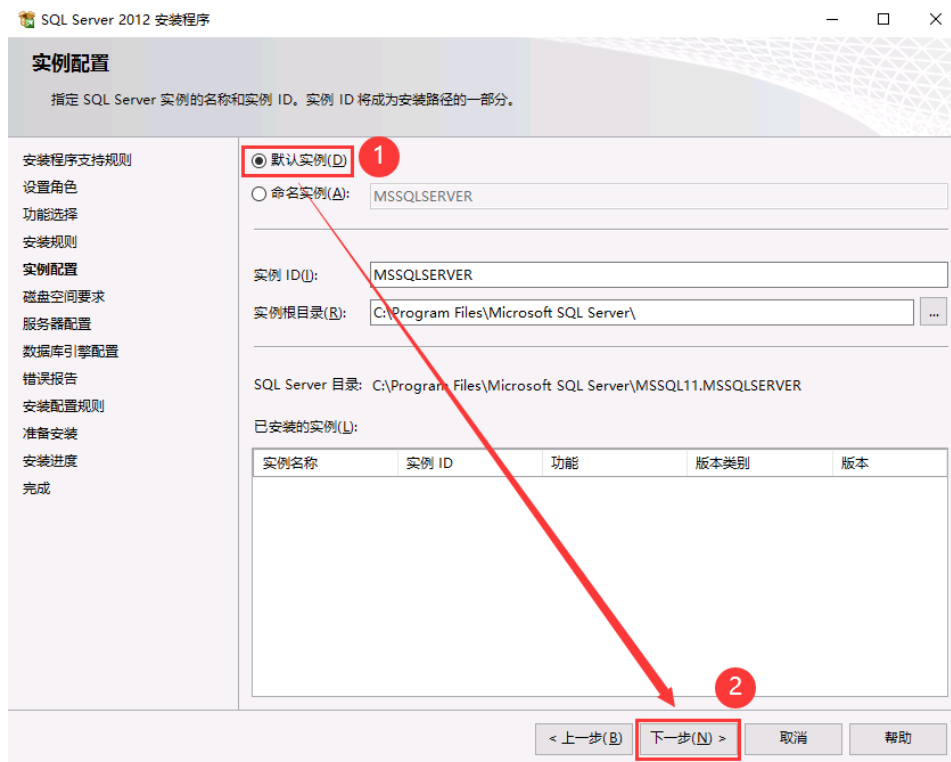 SQL Server 2012 安装程序
实例配置
指定 SQL Server 实例的名称和实例 ID。实例 ID 将成为安装路径的一部分。
安装程序支持规则
设置角色
功能选择
安装规则
实例配置
磁盘空间要求
服务器配置
数据库引擎配置
错误报告
安装配置规则
准备安装
安装进度
完成
默认实例(D)
1
命名实例(A): MSSQLSERVER
实例 ID(I): MSSQLSERVER
实例根目录(R): C:\Program Files\Microsoft SQL Server\ ...
SQL Server 目录: C:\Program Files\Microsoft SQL Server\MSSQL11.MSSQLSERVER
已安装的实例(L):
实例名称 实例 ID 功能 版本类别 版本
2
< 上一步(B) 下一步(N) > 取消 帮助